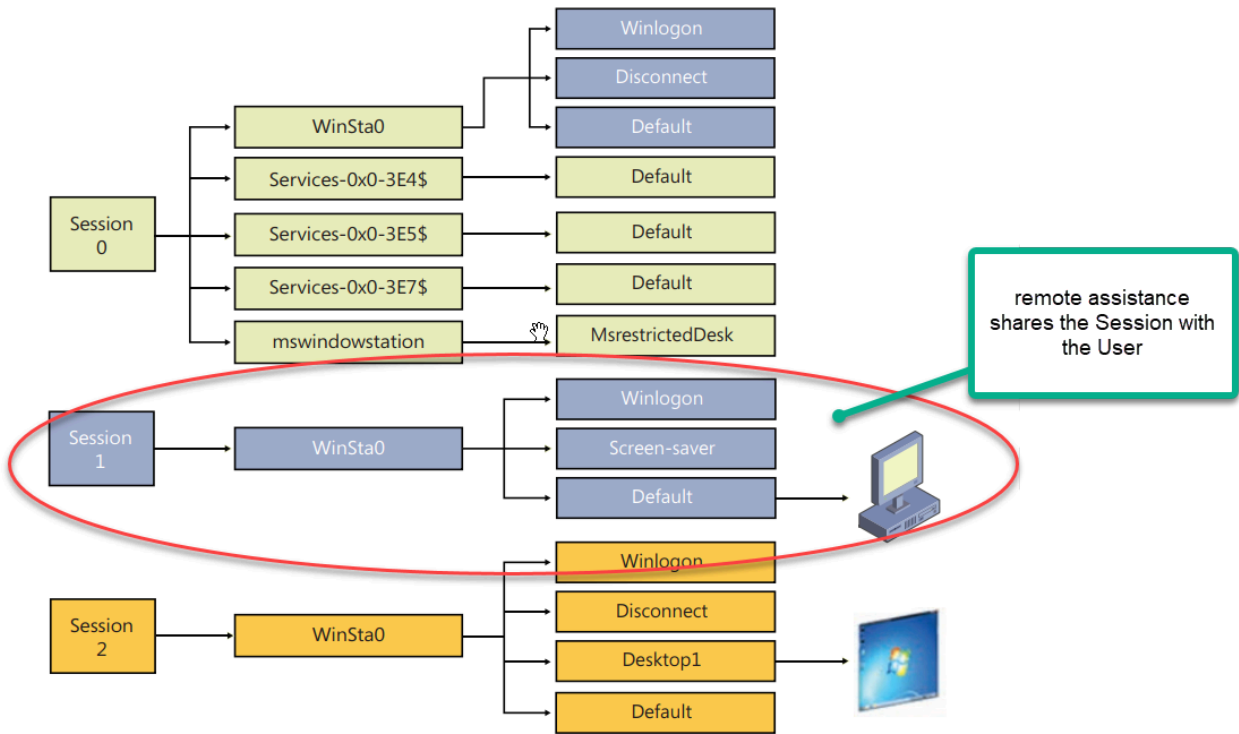 Winlogon
Disconnect
WinSta0
Default
Services-0x0-3E4$
Default
Session
0
Services-0x0-3E5$
Default
Services-0x0-3E7$
Default
mswindowstation
MsrestrictedDesk
remote assistance
shares the Session with
the User
Winlogon
Session
1
WinSta0
Screen-saver
Default
Winlogon
Disconnect
Session
2
WinSta0
Desktop1
Default